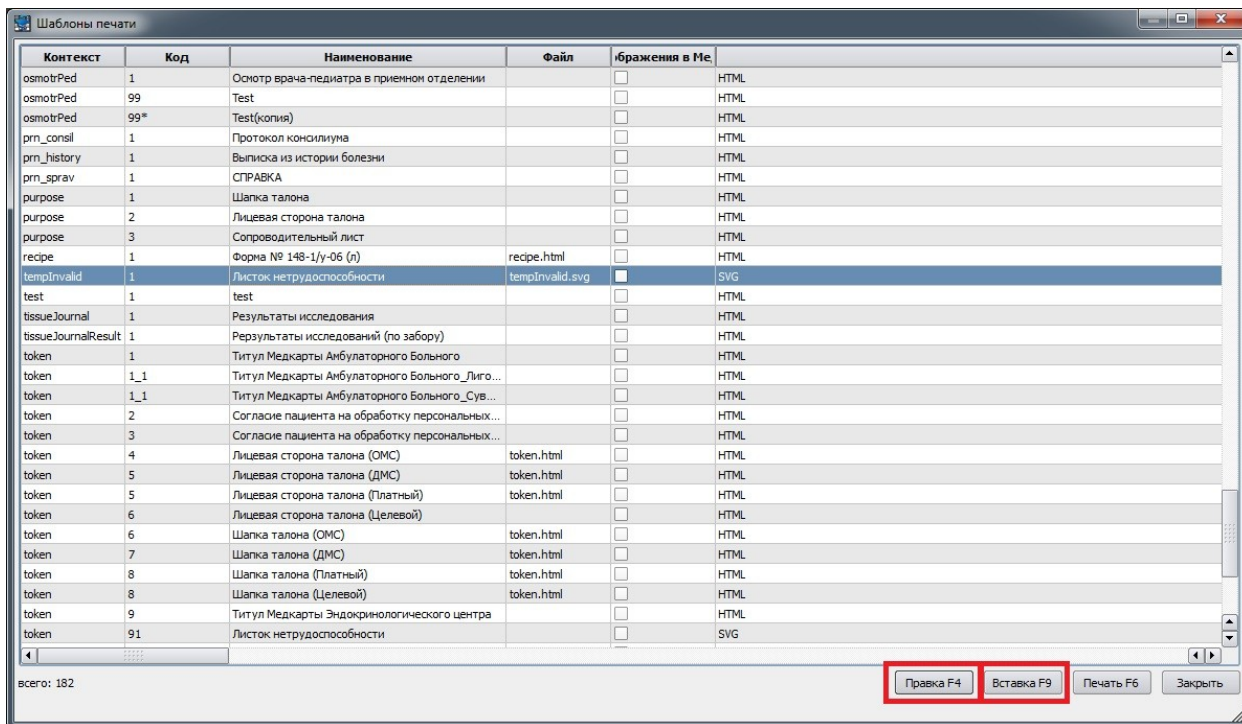 Шаблоны печати
Контекст Код Наименование Файл ображения в Ме
osmotrPed 1 Осмотр врача-педиатра в приемном отделении HTML
osmotrPed 99 Test HTML
osmotrPed 99* Test(копия) HTML
prn_consil 1 Протокол консилиума HTML
prn_history 1 Выписка из истории болезни HTML
prn_sprav 1 СПРАВКА HTML
purpose 1 Шапка талона HTML
purpose 2 Лицевая сторона талона HTML
purpose 3 Сопроводительный лист HTML
recipe 1 Форма № 148-1/у-06 (л) recipe.html HTML
tempInvalid 1 Листок нетрудоспособности tempInvalid.svg SVG
test 1 test HTML
tissueJournal 1 Результаты исследования HTML
tissueJournalResult 1 Рерзультаты исследований (по забору) HTML
token 1 Титул Медкарты Амбулаторного Больного HTML
token 1_1 Титул Медкарты Амбулаторного Больного_Лиго... HTML
token 1_1 Титул Медкарты Амбулаторного Больного_Сув... HTML
token 2 Согласие пациента на обработку персональных... HTML
token 3 Согласие пациента на обработку персональных... HTML
token 4 Лицевая сторона талона (ОМС) token.html HTML
token 5 Лицевая сторона талона (ДМС) token.html HTML
token 5 Лицевая сторона талона (Платный) token.html HTML
token 6 Лицевая сторона талона (Целевой) HTML
token 6 Шапка талона (ОМС) token.html HTML
token 7 Шапка талона (ДМС) token.html HTML
token 8 Шапка талона (Платный) token.html HTML
token 8 Шапка талона (Целевой) token.html HTML
token 9 Титул Медкарты Эндокринологического центра HTML
token 91 Листок нетрудоспособности SVG
всего: 182 Правка F4 Вставка F9 Печать F6 Закрыть